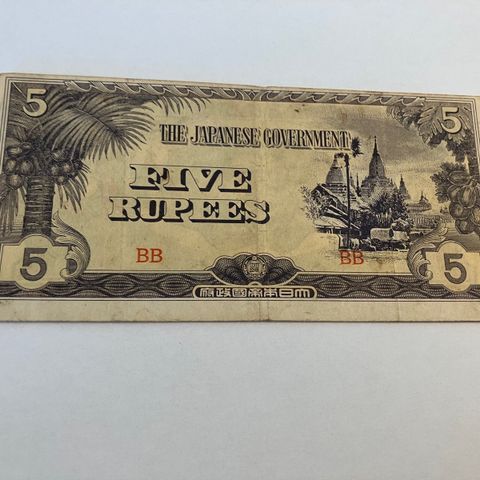 5 5
THE JAPANESE GOVERNMENT
FIVE
RUPEES
BB BB
5 5
大日本帝國政府